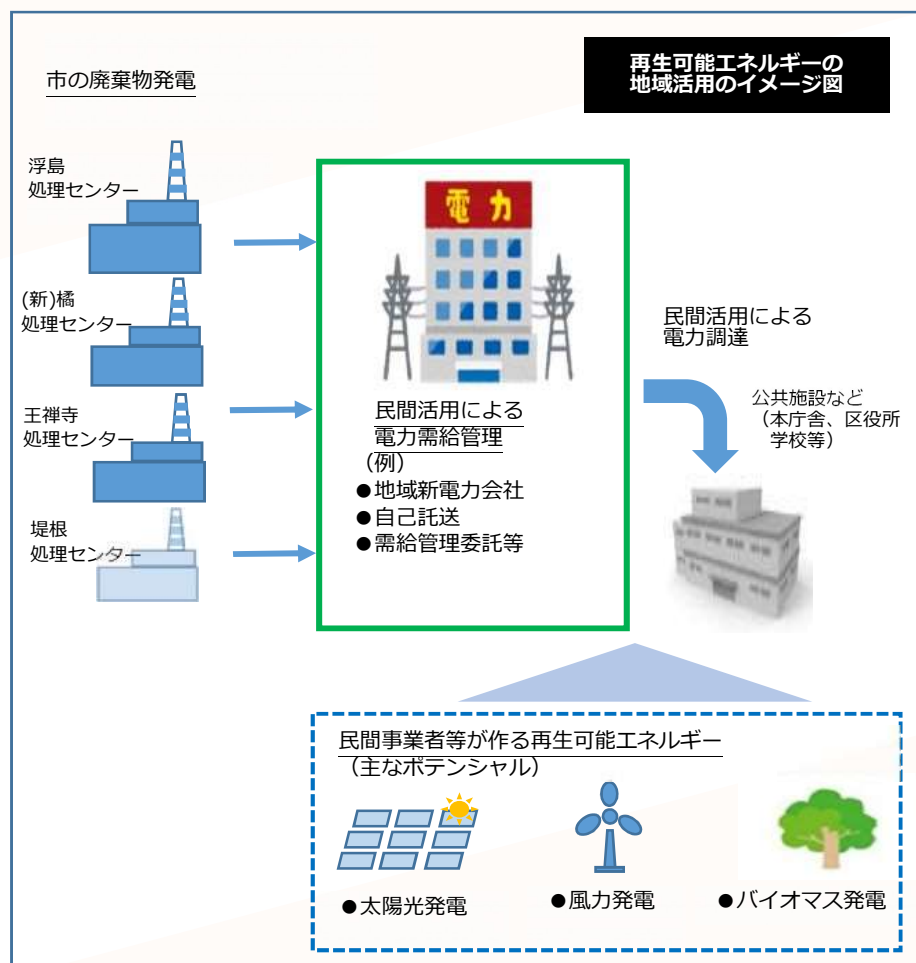 市の廃棄物発電
再生可能エネルギーの
地域活用のイメージ図
浮島
処理センター
(新)橘
処理センター
王禅寺
処理センター
堤根
処理センター
電力
民間活用による
電力需給管理
（例）
●地域新電力会社
●自己託送
●需給管理委託等
民間活用による
電力調達
公共施設など
（本庁舎、区役所
学校等）
民間事業者等が作る再生可能エネルギー
（主なポテンシャル）
●太陽光発電
●風力発電
●バイオマス発電